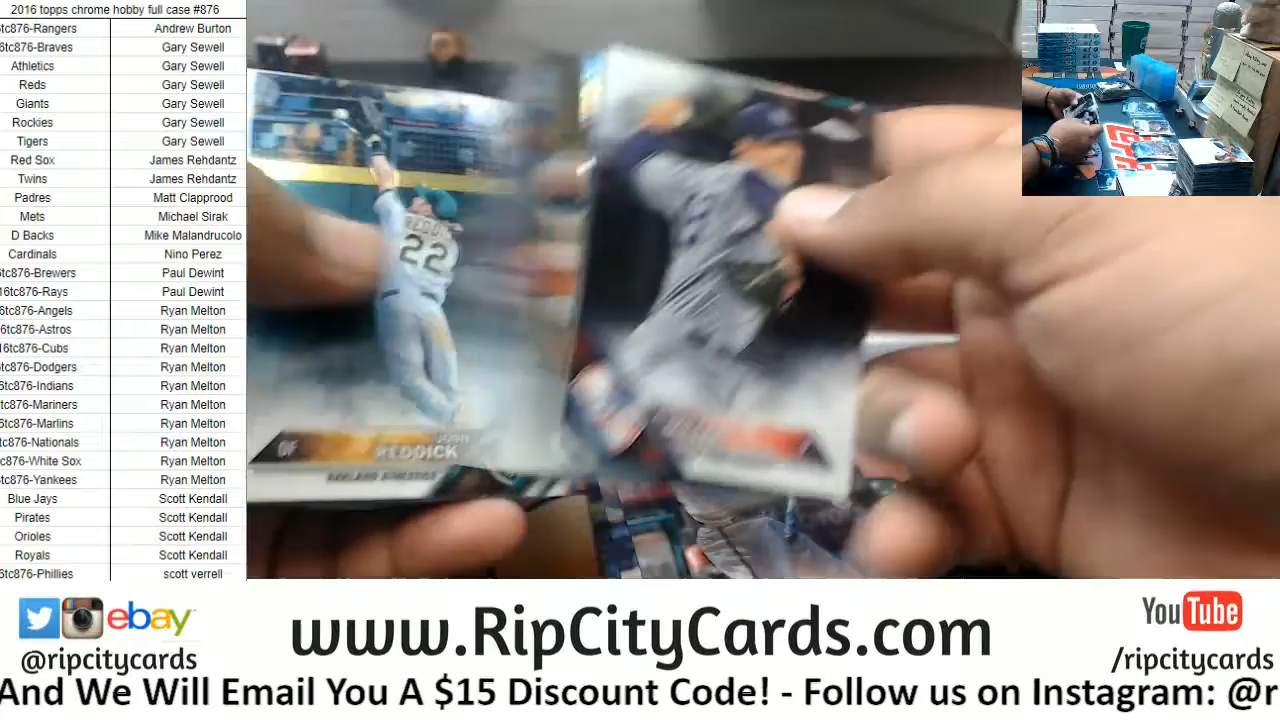 2016 topps chrome hobby full case #876
tc876-Rangers Andrew Burton
6tc876-Braves Gary Sewell
Athletics Gary Sewell
Reds Gary Sewell
Giants Gary Sewell
Rockies Gary Sewell
Tigers Gary Sewell
Red Sox James Rehdantz
Twins James Rehdantz
Padres Matt Clapprood
Mets Michael Sirak
D Backs Mike Malandrucolo
Cardinals Nino Perez
6tc876-Brewers Paul Dewint
16tc876-Rays Paul Dewint
6tc876-Angels Ryan Melton
6tc876-Astros Ryan Melton
16tc876-Cubs Ryan Melton
tc876-Dodgers Ryan Melton
6tc876-Indians Ryan Melton
tc876-Mariners Ryan Melton
6tc876-Marlins Ryan Melton
tc876-Nationals Ryan Melton
c876-White Sox Ryan Melton
tc876-Yankees Ryan Melton
Blue Jays Scott Kendall
Pirates Scott Kendall
Orioles Scott Kendall
Royals Scott Kendall
6tc876-Phillies scott verrell
REDDICK
22
OF
JOSH
REDDICK
OAKLAND ATHLETICS
ebay
@ripcitycards
www.RipCityCards.com
YouTube
/ripcitycards
And We Will Email You A $15 Discount Code! - Follow us on Instagram: @r